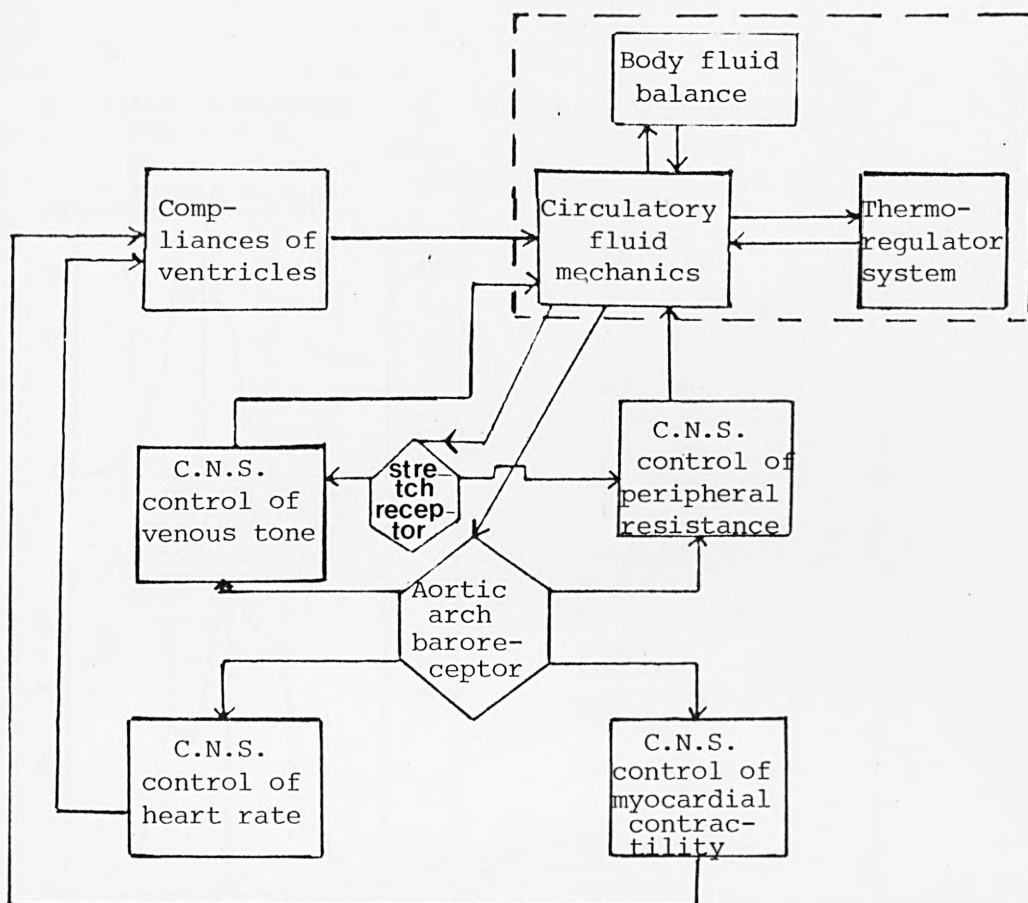 Body fluid
balance
Comp-
liances of
ventricles
Circulatory
fluid
mechanics
Thermo-
regulator
system
C.N.S.
control of
venous tone
stre-
tch
recep-
tor
C.N.S.
control of
peripheral
resistance
Aortic
arch
barore-
ceptor
C.N.S.
control of
heart rate
C.N.S.
control of
myocardial
contrac-
tility